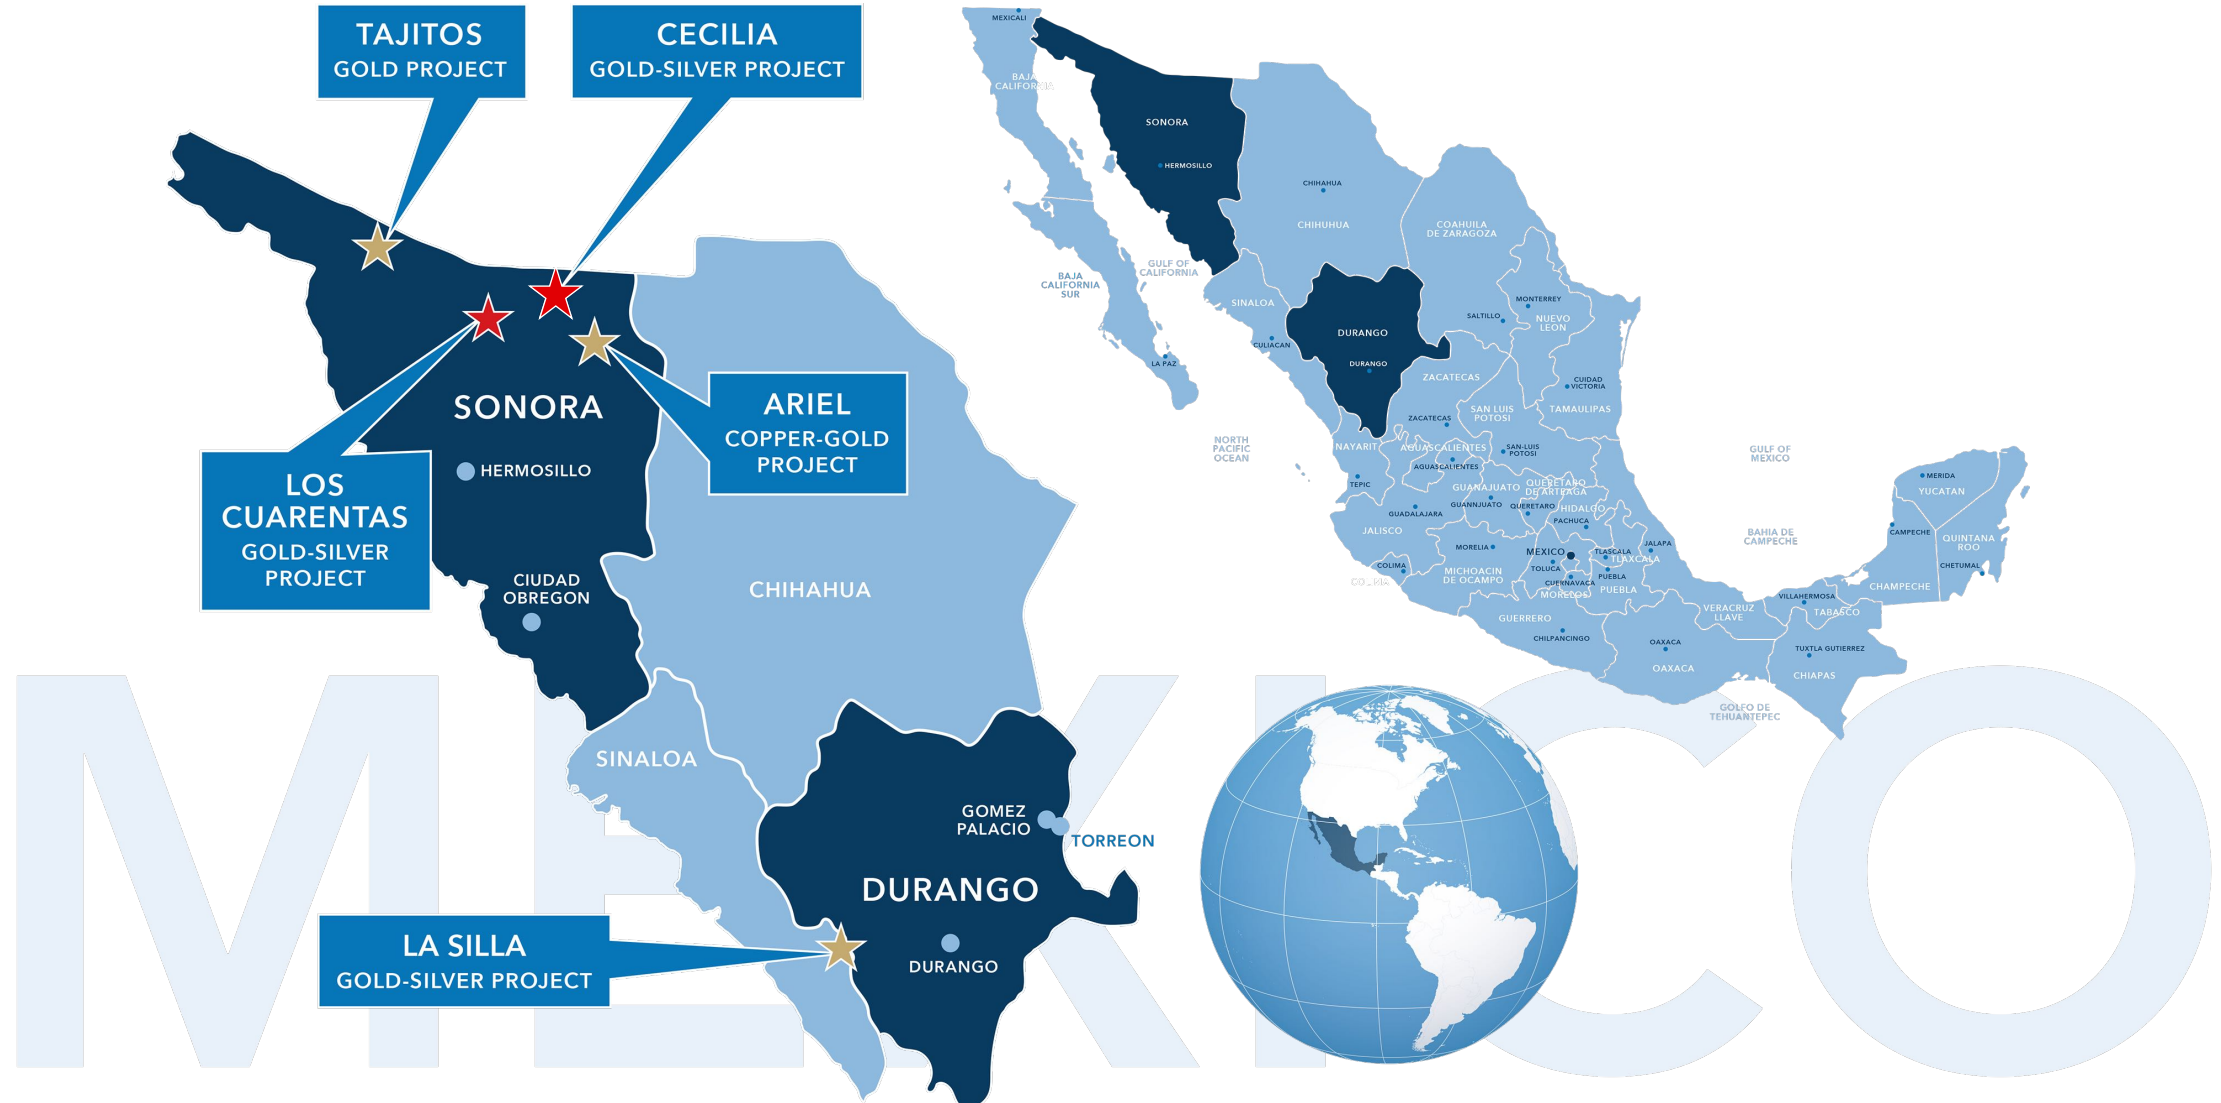 TAJITOS
GOLD PROJECT
CECILIA
GOLD-SILVER PROJECT
SONORA
HERMOSILLO
ARIEL
COPPER-GOLD
PROJECT
LOS
CUARENTAS
GOLD-SILVER
PROJECT
CIUDAD
OBREGON
CHIHAHUA
SINALOA
GOMEZ
PALACIO
TORREON
DURANGO
DURANGO
LA SILLA
GOLD-SILVER PROJECT
MEXICO
MEXICALI
BAJA
CALIFORNIA
SONORA
HERMOSILLO
CHIHAHUA
CHIHUHUA
COAHUILA
DE ZARAGOZA
GULF OF
CALIFORNIA
BAJA
CALIFORNIA
SUR
SINALOA
CULIACAN
LA PAZ
DURANGO
DURANGO
MONTERREY
SALTILLO
NUEVO
LEON
ZACATECAS
CUIDAD
VICTORIA
SAN LUIS
POTOSI
TAMAULIPAS
ZACATECAS
NORTH
PACIFIC
OCEAN
NAYARIT
AGUASCALIENTES
SAN-LUIS
POTOSI
AGUASCALIENTES
TEPIC
GUANAJUATO
QUERETARO
DE ARTEAGA
GUANNJUATO
QUERETARO
HIDALGO
GUADALAJARA
PACHUCA
JALISCO
MORELIA
MEXICO
TLASCALA
TLAXCALA
JALAPA
COLIMA
TOLUCA
MICHOACIN
DE OCAMPO
CUERNAVACA
PUEBLA
PUEBLA
MORELOS
GUERRERO
CHILPANCINGO
VERACRUZ
LLAVE
OAXACA
OAXACA
GULF OF
MEXICO
BAHIA DE
CAMPECHE
MERIDA
YUCATAN
CAMPECHE
QUINTANA
ROO
CHETUMAL
CHAMPECHE
VILLAHERMOSA
TABASCO
TUXTLA GUTIERREZ
CHIAPAS
GOLFO DE
TEHUANTEPEC